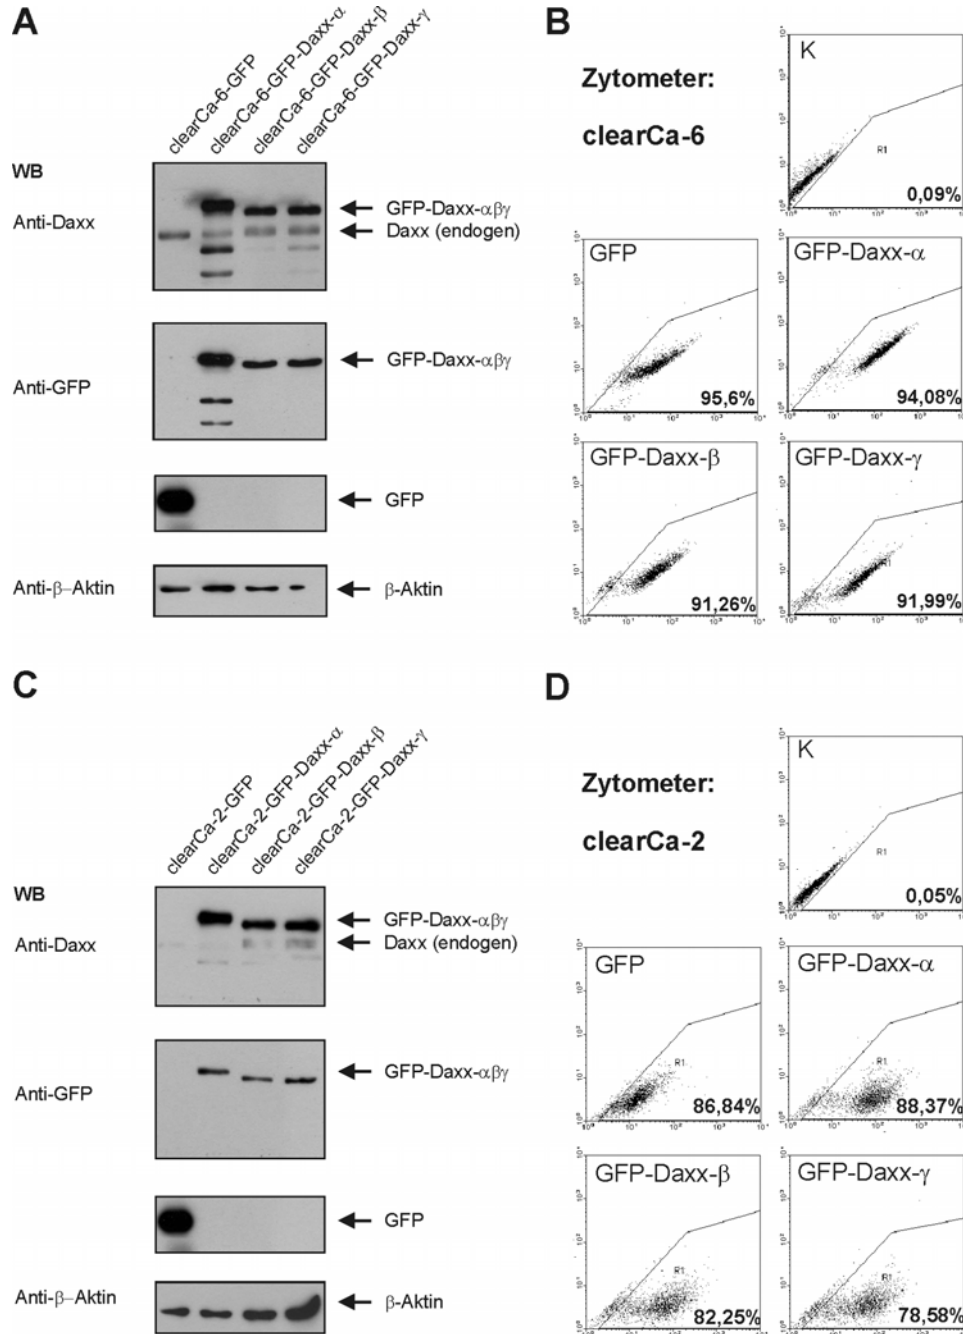 A
clearCa-6-GFP
clearCa-6-GFP-Daxx-α
clearCa-6-GFP-Daxx-β
clearCa-6-GFP-Daxx-γ
WB
Anti-Daxx
GFP-Daxx-αβγ
Daxx (endogen)
Anti-GFP
GFP-Daxx-αβγ
GFP
Anti-β–Aktin
β-Aktin
B
Zytometer:
clearCa-6
K
R1
0,09%
GFP
95,6%
GFP-Daxx-α
94,08%
GFP-Daxx-β
91,26%
GFP-Daxx-γ
R1
91,99%
C
clearCa-2-GFP
clearCa-2-GFP-Daxx-α
clearCa-2-GFP-Daxx-β
clearCa-2-GFP-Daxx-γ
WB
Anti-Daxx
GFP-Daxx-αβγ
Daxx (endogen)
Anti-GFP
GFP-Daxx-αβγ
GFP
Anti-β–Aktin
β-Aktin
D
Zytometer:
clearCa-2
K
R1
0,05%
GFP
R1
86,84%
GFP-Daxx-α
R1
88,37%
GFP-Daxx-β
R1
82,25%
GFP-Daxx-γ
R1
78,58%